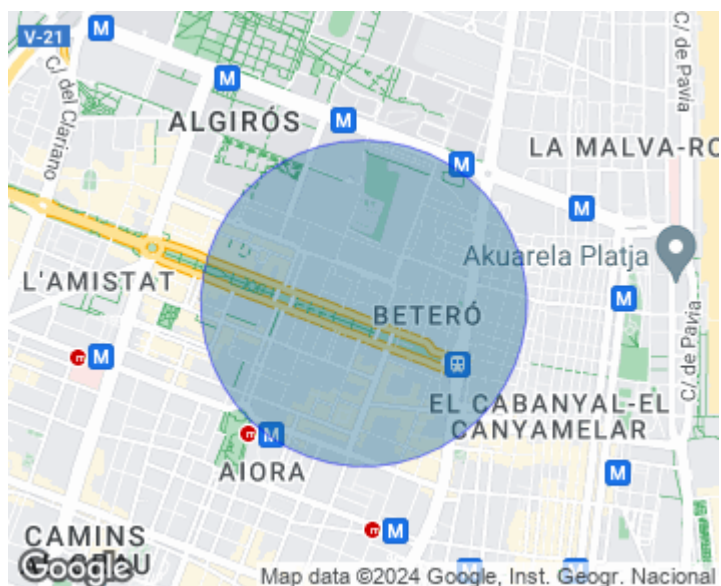 V-21
M
C/ del Clariano
M
ALGIRÓS
M
C/ de Pavia
LA MALVA-RO
M
M
Akuarela Platja
L'AMISTAT
BETERÓ
M
M
C/ de Pavia
EL CABANYAL-EL
CANYAMELAR
M
AIORA
M
CAMINS
M
M
M
Google
Map data ©2024 Google, Inst. Geogr. Nacional